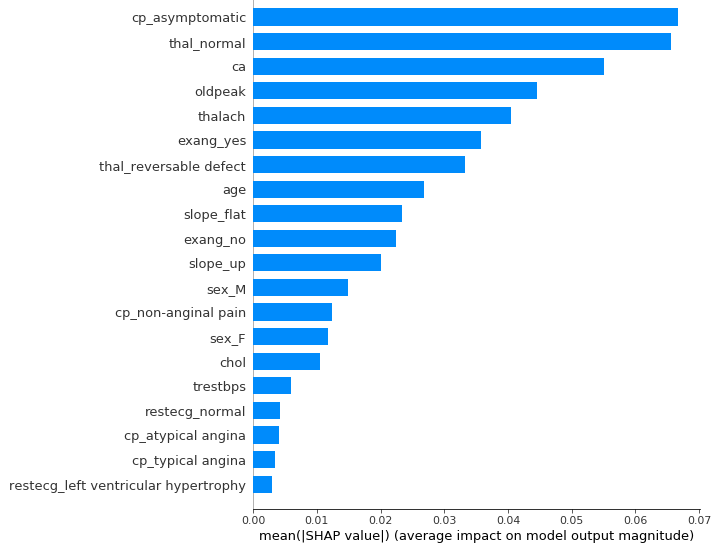 cp_asymptomatic
thal_normal
ca
oldpeak
thalach
exang_yes
thal_reversable defect
age
slope_flat
exang_no
slope_up
sex_M
cp_non-anginal pain
sex_F
chol
trestbps
restecg_normal
cp_atypical angina
cp_typical angina
restecg_left ventricular hypertrophy
0.00 0.01 0.02 0.03 0.04 0.05 0.06 0.07
mean(|SHAP value|) (average impact on model output magnitude)